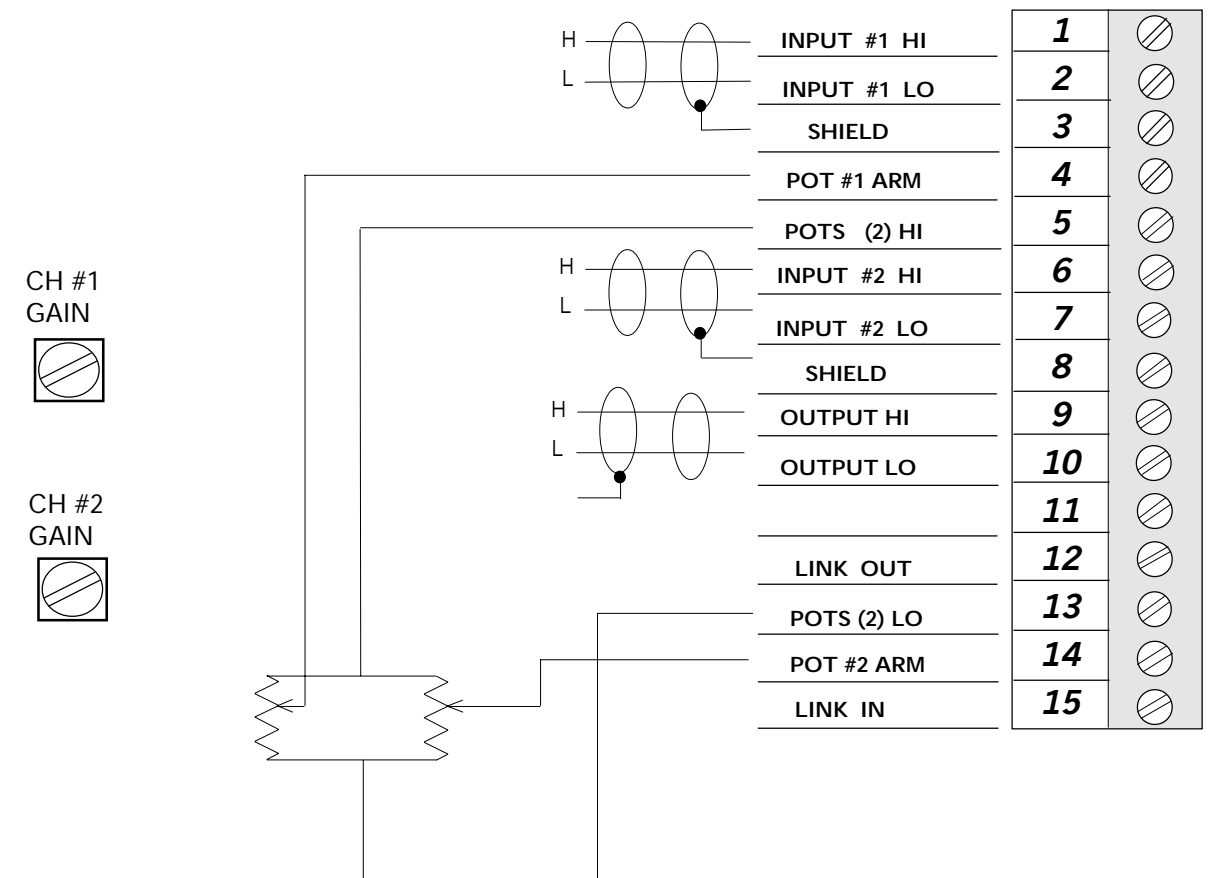 H INPUT #1 HI 1
L INPUT #1 LO 2
SHIELD 3
POT #1 ARM 4
POTS (2) HI 5
H INPUT #2 HI 6
L INPUT #2 LO 7
SHIELD 8
H OUTPUT HI 9
L OUTPUT LO 10
11
LINK OUT 12
POTS (2) LO 13
POT #2 ARM 14
LINK IN 15
CH #1
GAIN
CH #2
GAIN